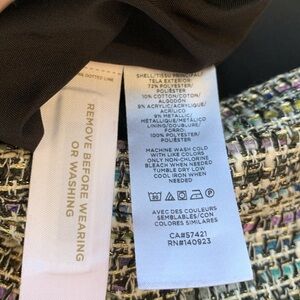 ON DOTTED LINE
REMOVE BEFORE WEARING
OR WASHING
SHELL/TISSU PRINCIPAL/
TELA EXTERIOR
72% POLYESTER/
POLIÉSTER
10% COTTON/COTON/
ALGODÓN
9% ACRYLIC/ACRYLIQUE/
ACRÍLICO
9% METALLIC/
MÉTALLIQUE/METÁLICO
LINING/DOUBLURE/
FORRO
100% POLYESTER/
POLIÉSTER
MACHINE WASH COLD
WITH LIKE COLORS
ONLY NON-CHLORINE
BLEACH WHEN NEEDED
TUMBLE DRY LOW
COOL IRON WHEN
NEEDED
AVEC DES COULEURS
SEMBLABLES/CON
COLORES SIMILARES
CA#57421
RN#140923